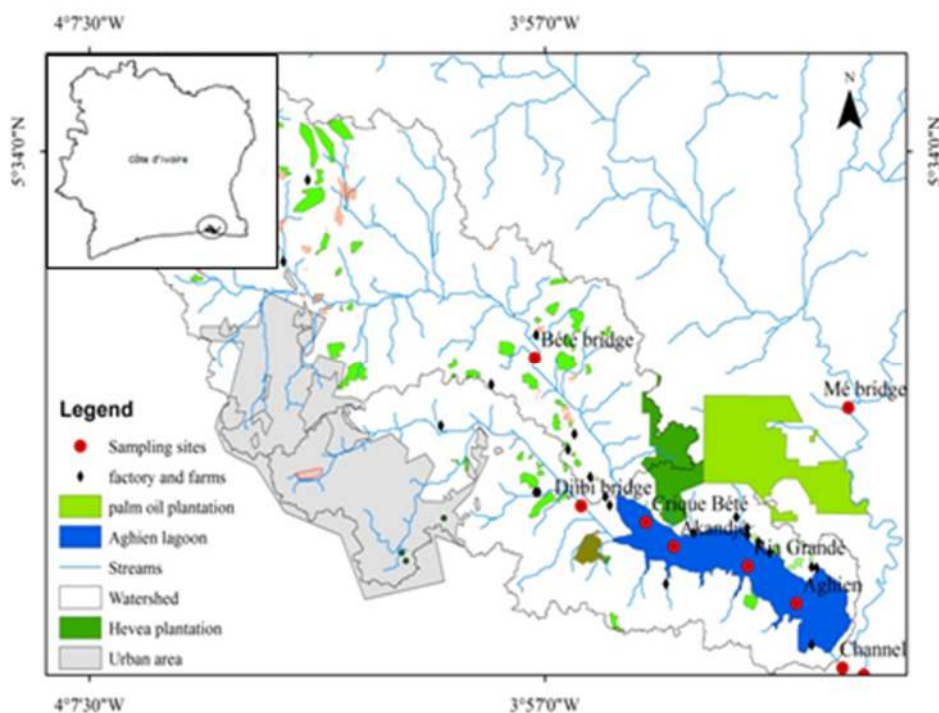 4°7'30"W
3°57'0"W
N
5°34'0"N
5°34'0"N
Côte d'Ivoire
Bété bridge
Mé bridge
Djibi bridge
Crique Bété
Akandjé
Ria Grandé
Aghien
Channel
Legend
Sampling sites
factory and farms
palm oil plantation
Aghien lagoon
Streams
Watershed
Hevea plantation
Urban area
4°7'30"W
3°57'0"W